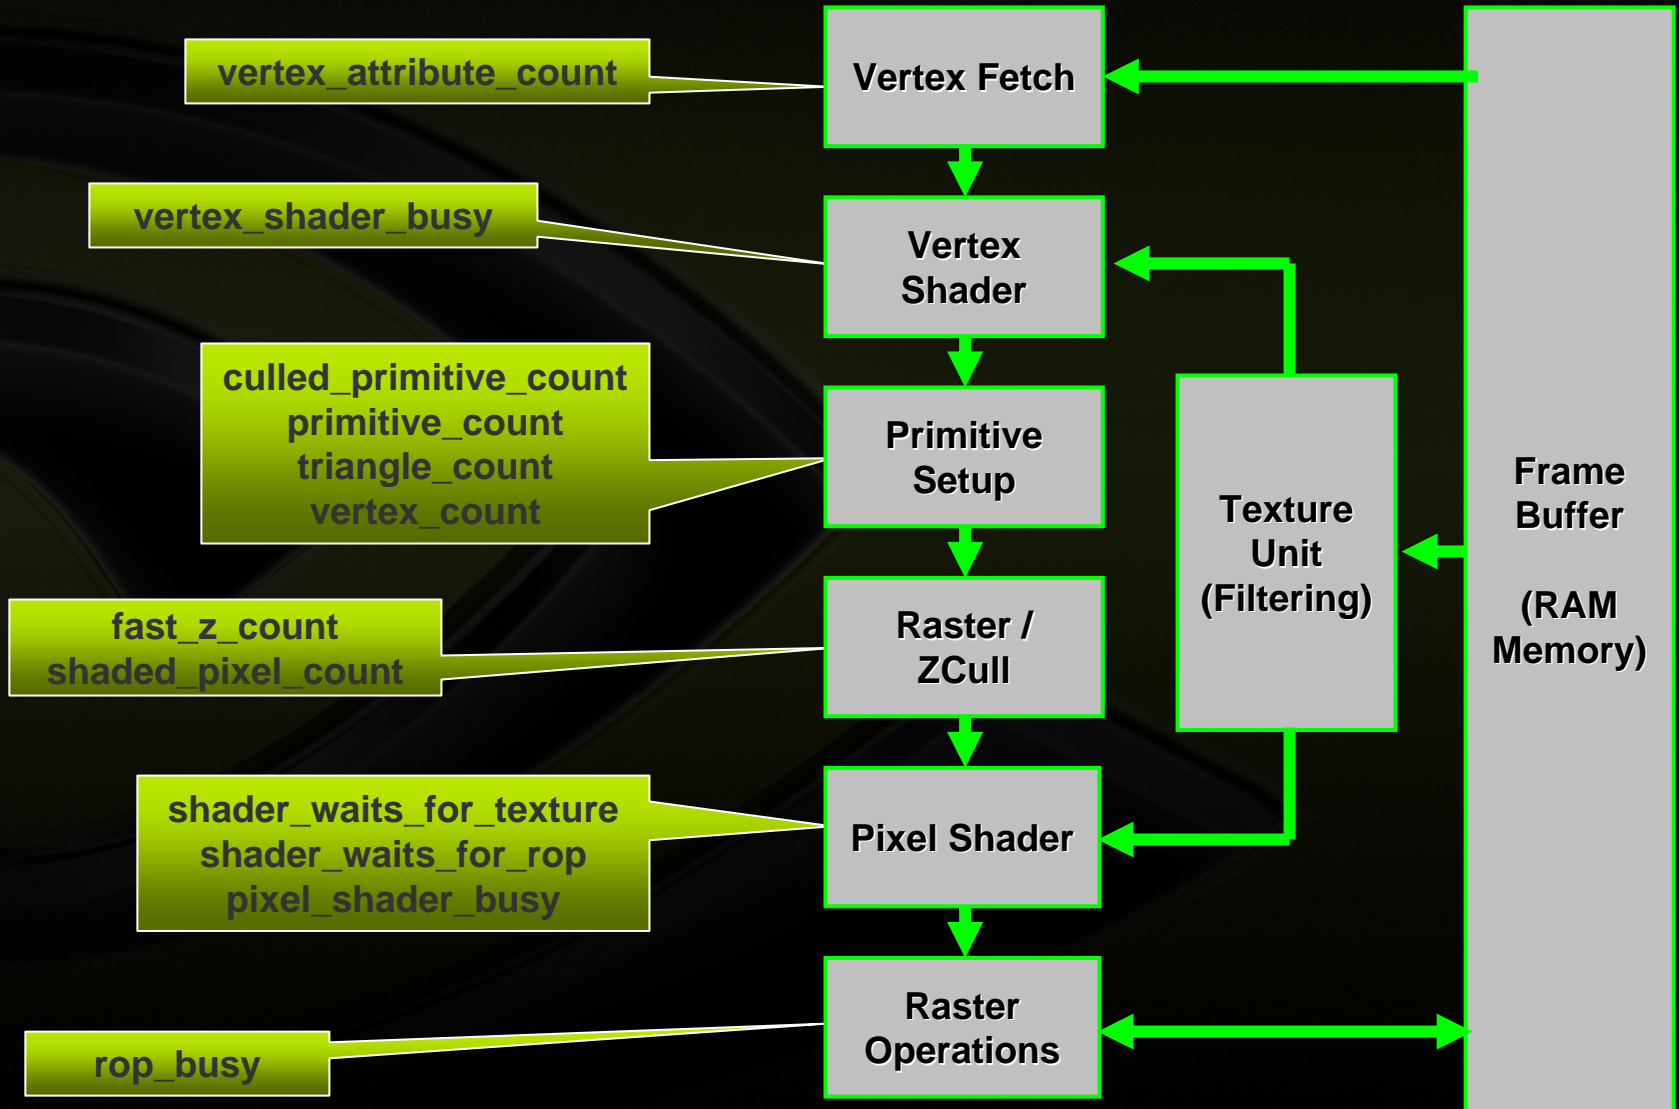 vertex_attribute_count
Vertex Fetch
vertex_shader_busy
Vertex
Shader
culled_primitive_count
primitive_count
triangle_count
vertex_count
Primitive
Setup
Texture
Unit
(Filtering)
Frame
Buffer
(RAM
Memory)
fast_z_count
shaded_pixel_count
Raster /
ZCull
shader_waits_for_texture
shader_waits_for_rop
pixel_shader_busy
Pixel Shader
rop_busy
Raster
Operations